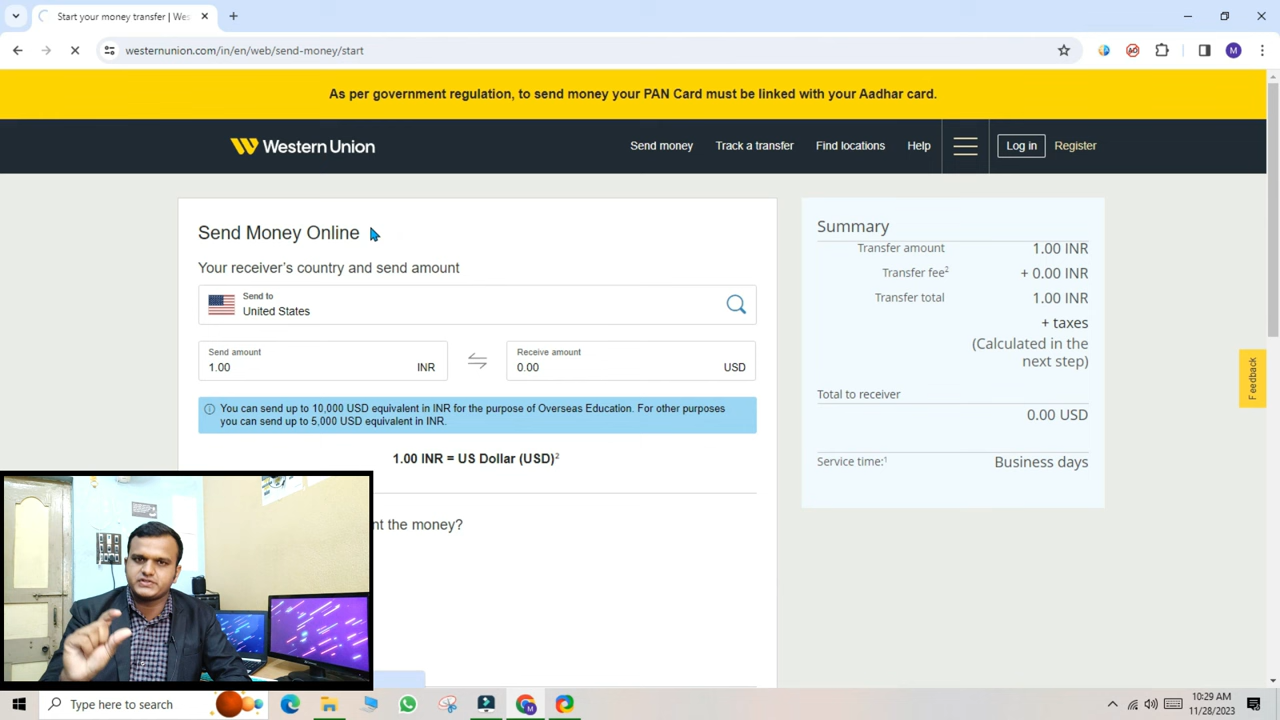 Start your money transfer | Wes
westernunion.com/in/en/web/send-money/start
M
As per government regulation, to send money your PAN Card must be linked with your Aadhar card.
Western Union
Send money
Track a transfer
Find locations
Help
Log in
Register
Send Money Online
Your receiver's country and send amount
Send to
United States
Send amount
1.00 INR
Receive amount
0.00 USD
You can send up to 10,000 USD equivalent in INR for the purpose of Overseas Education. For other purposes
you can send up to 5,000 USD equivalent in INR.
1.00 INR = US Dollar (USD)2
nt the money?
Summary
Transfer amount 1.00 INR
Transfer fee2 + 0.00 INR
Transfer total 1.00 INR
+ taxes
(Calculated in the
next step)
Total to receiver
0.00 USD
Service time:1 Business days
Feedback
Type here to search
10:29 AM
11/28/2023